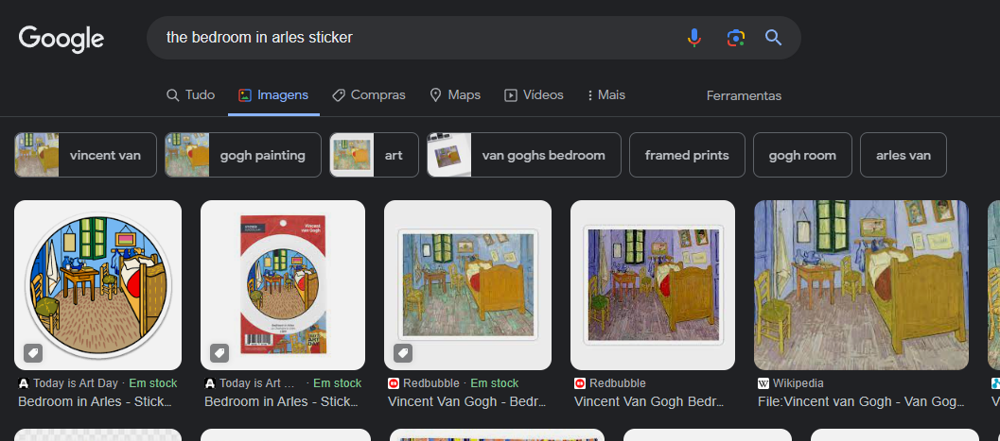 Google
the bedroom in arles sticker
Tudo
Imagens
Compras
Maps
Vídeos
Mais
Ferramentas
vincent van
gogh painting
art
van goghs bedroom
framed prints
gogh room
arles van
Vincent
van Gogh
Today is Art Day · Em stock
Bedroom in Arles - Stick...
Today is Art ... · Em stock
Bedroom in Arles - Stick...
Redbubble · Em stock
Vincent Van Gogh - Bedr...
Redbubble
Vincent Van Gogh Bedr...
W Wikipedia
File:Vincent van Gogh - Van Gog...
V